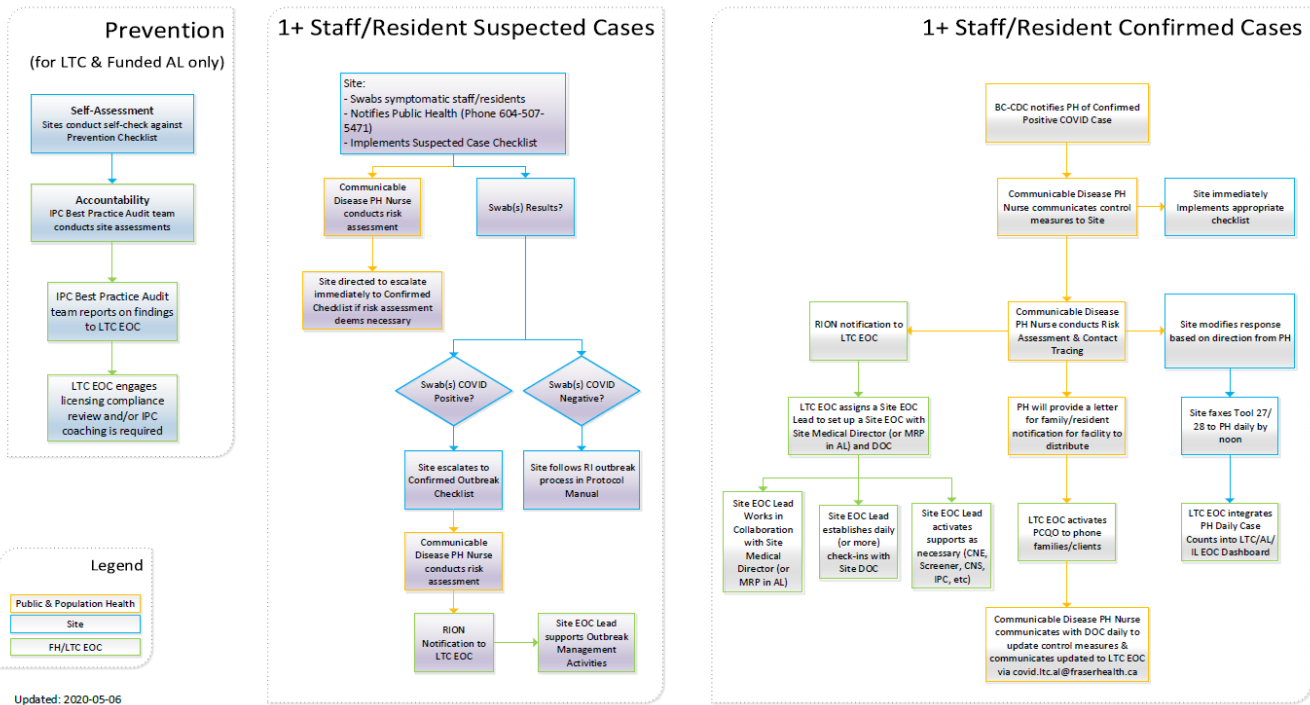 Prevention
(for LTC & Funded AL only)
Self-Assessment
Sites conduct self-check against
Prevention Checklist
Accountability
IPC Best Practice Audit team
conducts site assessments
IPC Best Practice Audit
team reports on findings
to LTC EOC
LTC EOC engages
licensing compliance
review and/or IPC
coaching is required
Legend
Public & Population Health
Site
FH/LTC EOC
Updated: 2020-05-06
1+ Staff/Resident Suspected Cases
Site:
- Swabs symptomatic staff/residents
- Notifies Public Health (Phone 604-507-
5471)
- Implements Suspected Case Checklist
Communicable
Disease PH Nurse
conducts risk
assessment
Swab(s) Results?
Site directed to escalate
immediately to Confirmed
Checklist if risk assessment
deems necessary
Swab(s) COVID
Positive?
Swab(s) COVID
Negative?
Site escalates to
Confirmed Outbreak
Checklist
Site follows RI outbreak
process in Protocol
Manual
Communicable
Disease PH Nurse
conducts risk
assessment
RION
Notification to
LTC EOC
Site EOC Lead
supports Outbreak
Management
Activities
1+ Staff/Resident Confirmed Cases
BC-CDC notifies PH of Confirmed
Positive COVID Case
Communicable Disease PH
Nurse communicates control
measures to Site
Site immediately
Implements appropriate
checklist
RION notification to
LTC EOC
Communicable Disease
PH Nurse conducts Risk
Assessment & Contact
Tracing
Site modifies response
based on direction from PH
LTC EOC assigns a Site EOC
Lead to set up a Site EOC with
Site Medical Director (or MRP
in AL) and DOC
PH will provide a letter
for family/resident
notification for facility to
distribute
Site faxes Tool 27/
28 to PH daily by
noon
Site EOC Lead
Works in
Collaboration
with Site
Medical
Director (or
MRP in AL)
Site EOC Lead
establishes daily
(or more)
check-ins with
Site DOC
Site EOC Lead
activates
supports as
necessary (CNE,
Screener, CNS,
IPC, etc)
LTC EOC activates
PCQO to phone
families/clients
LTC EOC integrates
PH Daily Case
Counts into LTC/AL/
IL EOC Dashboard
Communicable Disease PH Nurse
communicates with DOC daily to
update control measures &
communicates updated to LTC EOC
via covid.ltc.al@fraserhealth.ca